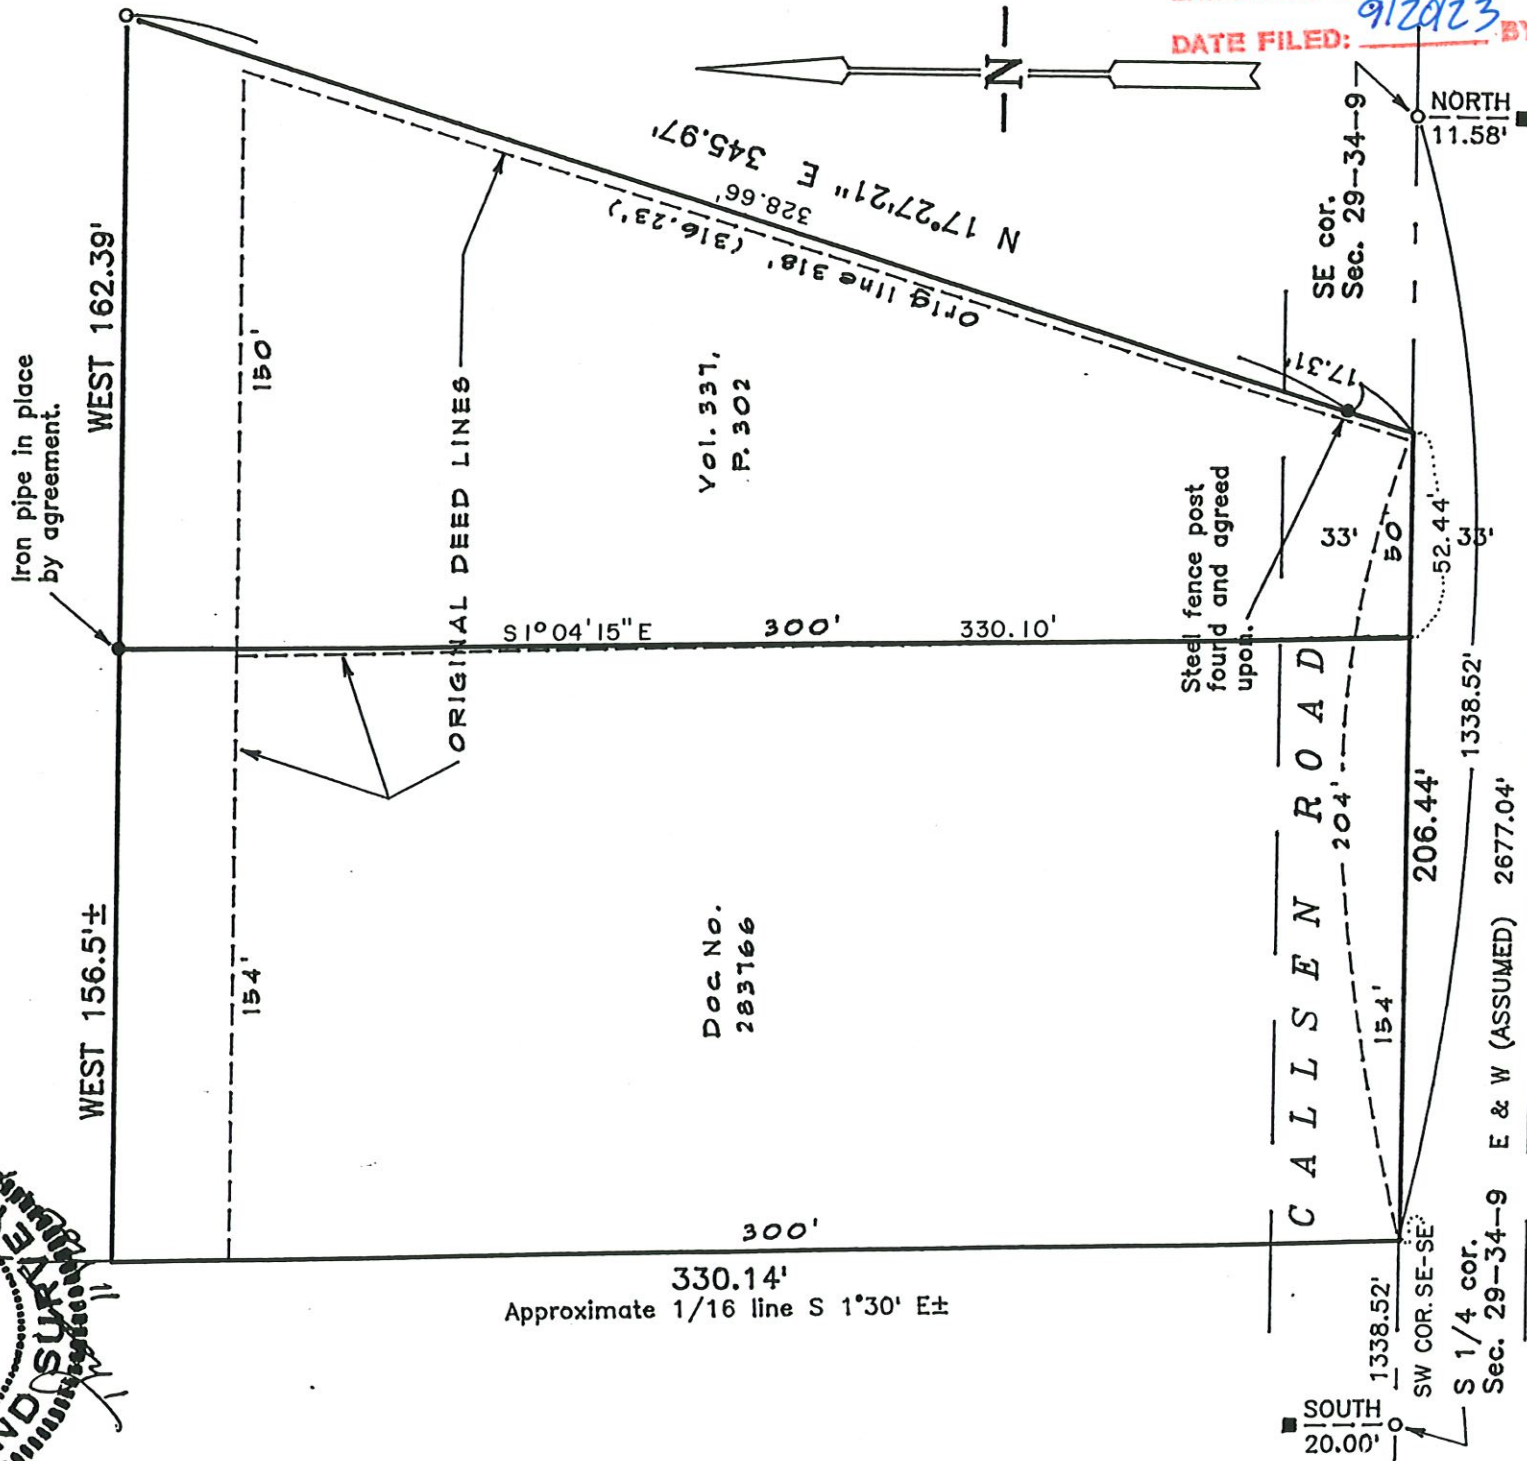 DATE FILED: 9/20/23 BY
NORTH
11.58'
SE cor.
Sec. 29-34-9
N
Iron pipe in place
by agreement.
WEST 162.39'
150'
N 17°27'21" E 345.97'
328.66'
Orig line 318' (316.23')
ORIGINAL DEED LINES
Vol. 337,
P. 302
17.31'
Steel fence post
found and agreed
upon.
33'
50'
52.44'
33'
S 1°04'15" E 300' 330.10'
WEST 156.5'±
154'
Doc. No.
283766
CALLSEN ROAD
204'
154'
206.44'
1338.52'
E & W (ASSUMED) 2677.04'
300'
330.14'
Approximate 1/16 line S 1°30' E±
1338.52'
SW COR. SE-SE
S 1/4 cor.
Sec. 29-34-9
SOUTH
20.00'
ND SURVEY